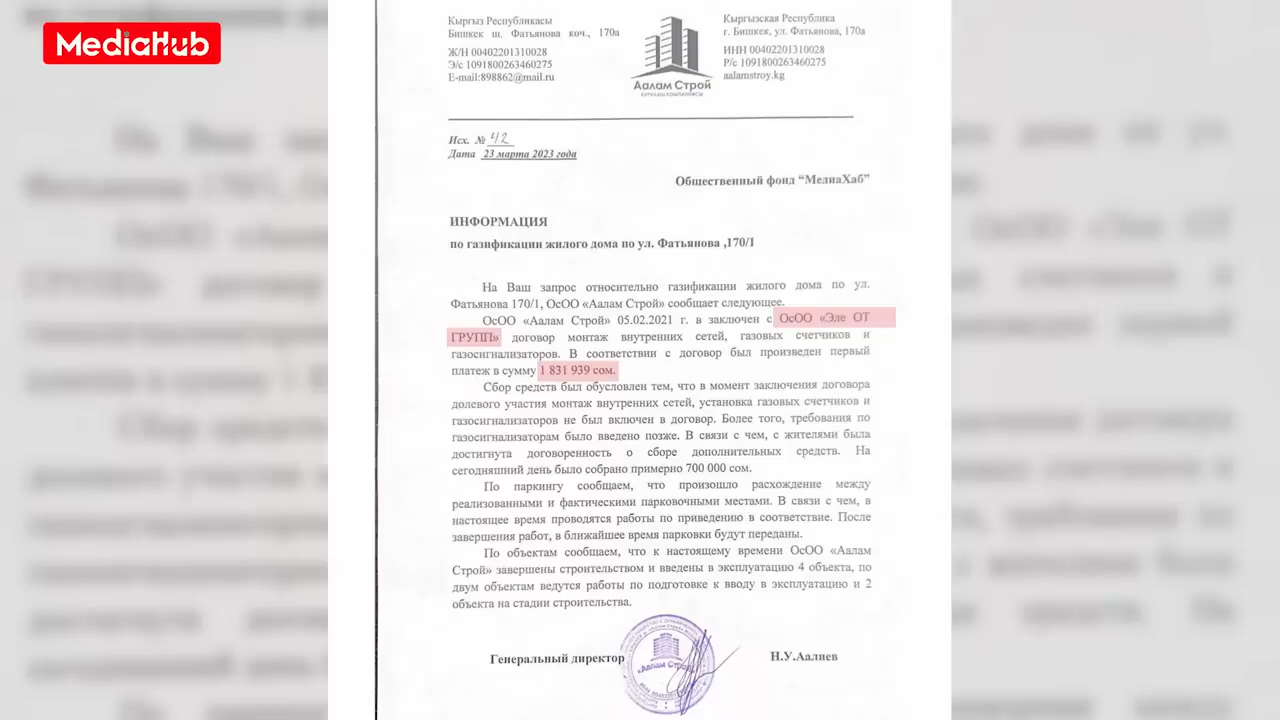 MediaHub
Кыргыз Республикасы
Бишкек ш. Фатьянова коч., 170а
Ж/Н 00402201310028
Э/с 1091800263460275
E-mail:898862@mail.ru
Аалам Строй
КУРУЛУШ КОМПАНИЯСЫ
Кыргызская Республика
г. Бишкек, ул. Фатьянова, 170а
ИНН 00402201310028
Р/с 1091800263460275
aalamstroy.kg
Исх. № 42
Дата 23 марта 2023 года
Общественный фонд “МедиаХаб”
ИНФОРМАЦИЯ
по газификации жилого дома по ул. Фатьянова ,170/1
На Ваш запрос относительно газификации жилого дома по ул.
Фатьянова 170/1, ОсОО «Аалам Строй» сообщает следующее.
ОсОО «Аалам Строй» 05.02.2021 г. в заключен с ОсОО «Эле ОТ
ГРУПП» договор монтаж внутренних сетей, газовых счетчиков и
газосигнализаторов. В соответствии с договор был произведен первый
платеж в сумму 1 831 939 сом.
Сбор средств был обусловлен тем, что в момент заключения договора
долевого участия монтаж внутренних сетей, установка газовых счетчиков и
газосигнализаторов не был включен в договор. Более того, требования по
газосигнализаторам было введено позже. В связи с чем, с жителями была
достигнута договоренность о сборе дополнительных средств. На
сегодняшний день было собрано примерно 700 000 сом.
По паркингу сообщаем, что произошло расхождение между
реализованными и фактическими парковочными местами. В связи с чем, в
настоящее время проводятся работы по приведению в соответствие. После
завершения работ, в ближайшее время парковки будут переданы.
По объектам сообщаем, что к настоящему времени ОсОО «Аалам
Строй» завершены строительством и введены в эксплуатацию 4 объекта, по
двум объектам ведутся работы по подготовке к вводу в эксплуатацию и 2
объекта на стадии строительства.
Генеральный директор
«Аалам Строй»
Н.У.Аалиев